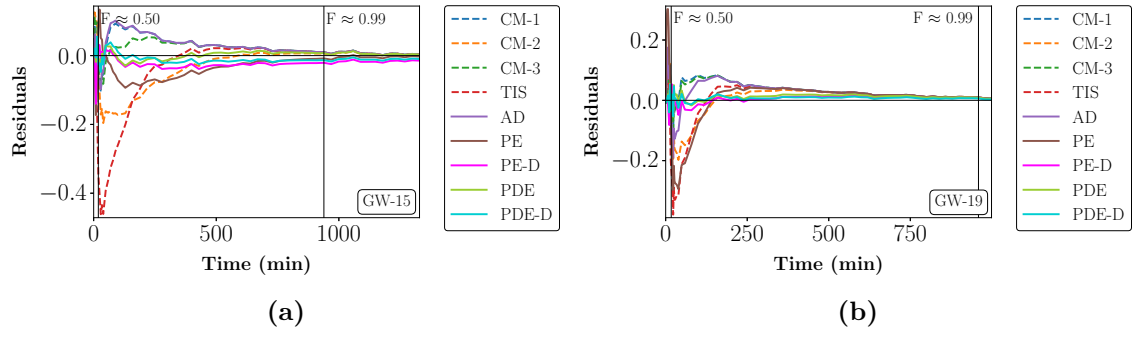 F ≈ 0.50
F ≈ 0.99
0.0
−0.2
−0.4
Residuals
0
500
1000
Time (min)
GW-15
CM-1
CM-2
CM-3
TIS
AD
PE
PE-D
PDE
PDE-D
(a)
F ≈ 0.50
F ≈ 0.99
0.2
0.0
−0.2
Residuals
0
250
500
750
Time (min)
GW-19
CM-1
CM-2
CM-3
TIS
AD
PE
PE-D
PDE
PDE-D
(b)